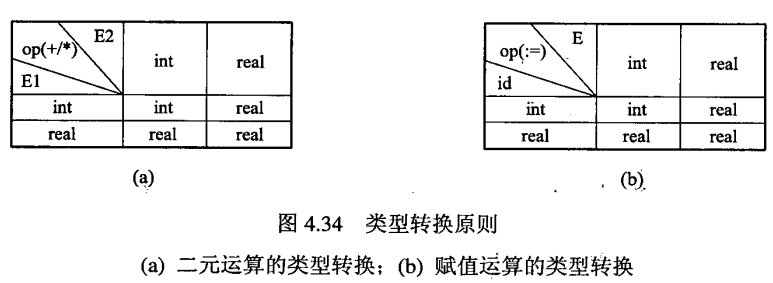 E2
op(+/*)
E1
int
real
int
int
real
real
real
real
E
op(:=)
id
int
real
int
int
real
real
real
real
(a)
(b)
图 4.34 类型转换原则
(a) 二元运算的类型转换；(b) 赋值运算的类型转换